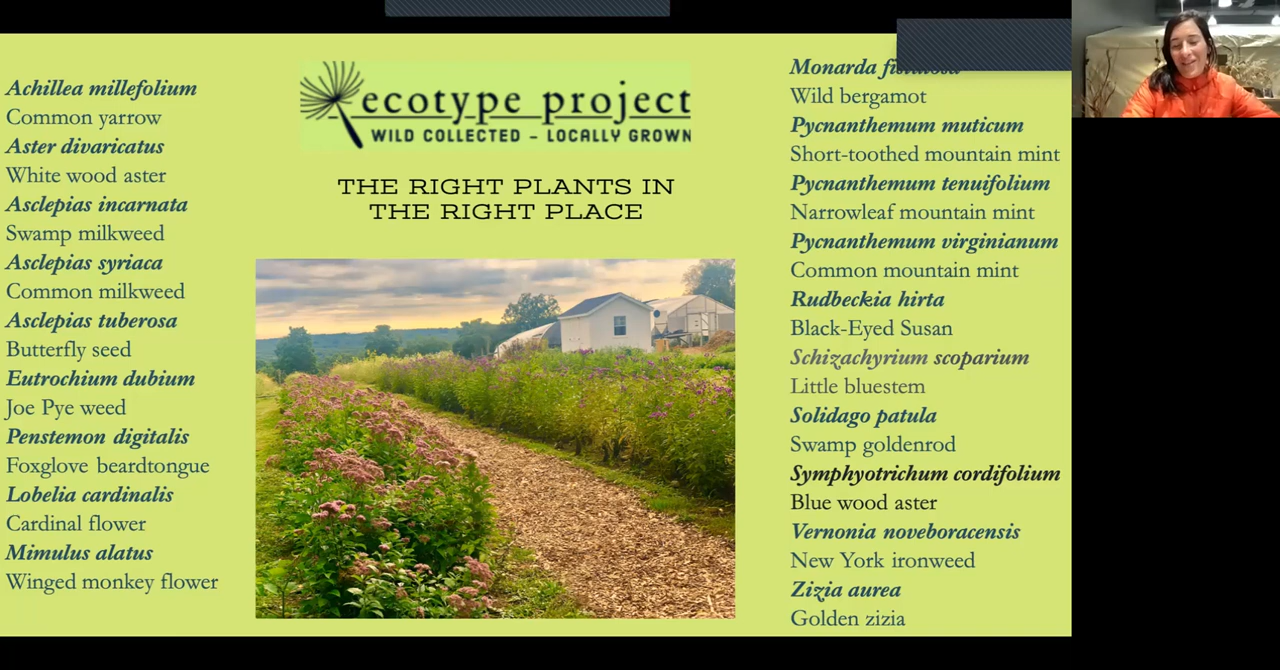 Achillea millefolium
Common yarrow
Aster divaricatus
White wood aster
Asclepias incarnata
Swamp milkweed
Asclepias syriaca
Common milkweed
Asclepias tuberosa
Butterfly seed
Eutrochium dubium
Joe Pye weed
Penstemon digitalis
Foxglove beardtongue
Lobelia cardinalis
Cardinal flower
Mimulus alatus
Winged monkey flower
ecotype project
WILD COLLECTED - LOCALLY GROWN
THE RIGHT PLANTS IN
THE RIGHT PLACE
Monarda fistulosa
Wild bergamot
Pycnanthemum muticum
Short-toothed mountain mint
Pycnanthemum tenuifolium
Narrowleaf mountain mint
Pycnanthemum virginianum
Common mountain mint
Rudbeckia hirta
Black-Eyed Susan
Schizachyrium scoparium
Little bluestem
Solidago patula
Swamp goldenrod
Symphyotrichum cordifolium
Blue wood aster
Vernonia noveboracensis
New York ironweed
Zizia aurea
Golden zizia